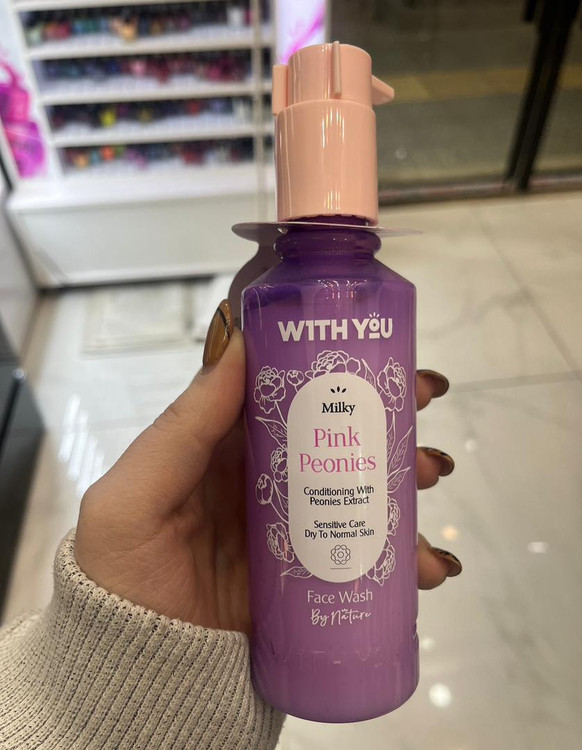 WITH YOU
Milky
Pink
Peonies
Conditioning With
Peonies Extract
Sensitive Care
Dry To Normal Skin
Face Wash
By Nature